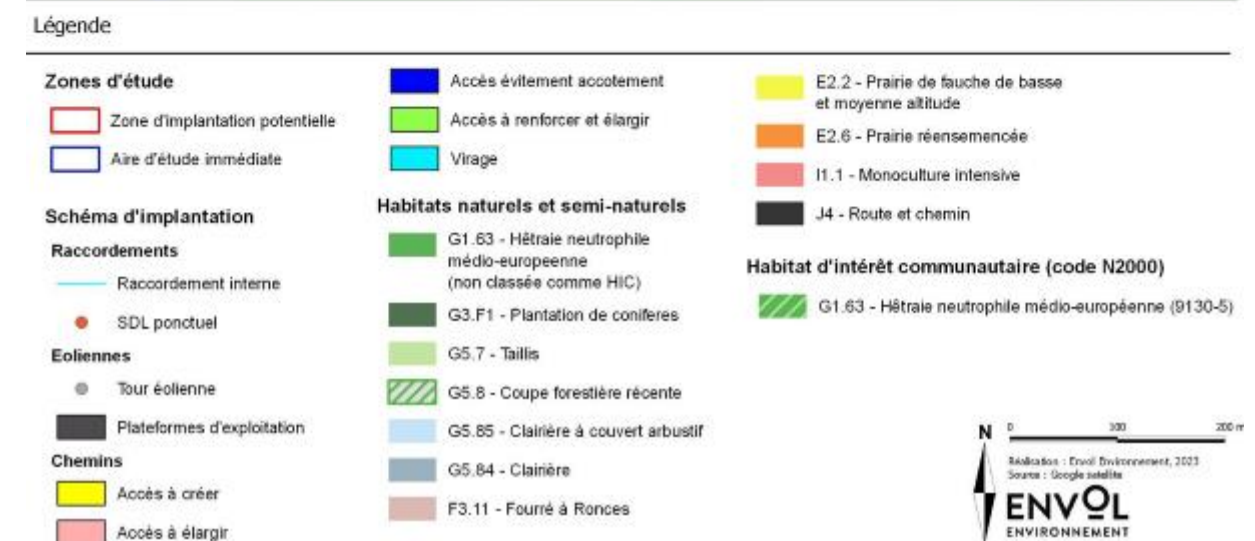 Légende
Zones d'étude
Zone d'implantation potentielle
Aire d'étude immédiate
Schéma d'implantation
Raccordements
Raccordement interne
SDL ponctuel
Eoliennes
Tour éolienne
Plateformes d'exploitation
Chemins
Accès à créer
Accès à élargir
Accès évitement accotement
Accès à renforcer et élargir
Virage
Habitats naturels et semi-naturels
G1.63 - Hêtraie neutrophile
médio-europeenne
(non classée comme HIC)
G3.F1 - Plantation de coniferes
G5.7 - Taillis
G5.8 - Coupe forestière récente
G5.85 - Clairière à couvert arbustif
G5.84 - Clairière
F3.11 - Fourré à Ronces
E2.2 - Prairie de fauche de basse
et moyenne altitude
E2.6 - Prairie réensemencée
I1.1 - Monoculture intensive
J4 - Route et chemin
Habitat d'intérêt communautaire (code N2000)
G1.63 - Hêtraie neutrophile médio-européenne (9130-5)
N
0 100 200 m
Réalisation : Envol Environnement, 2023
Source : Google satellite
ENVOL
ENVIRONNEMENT